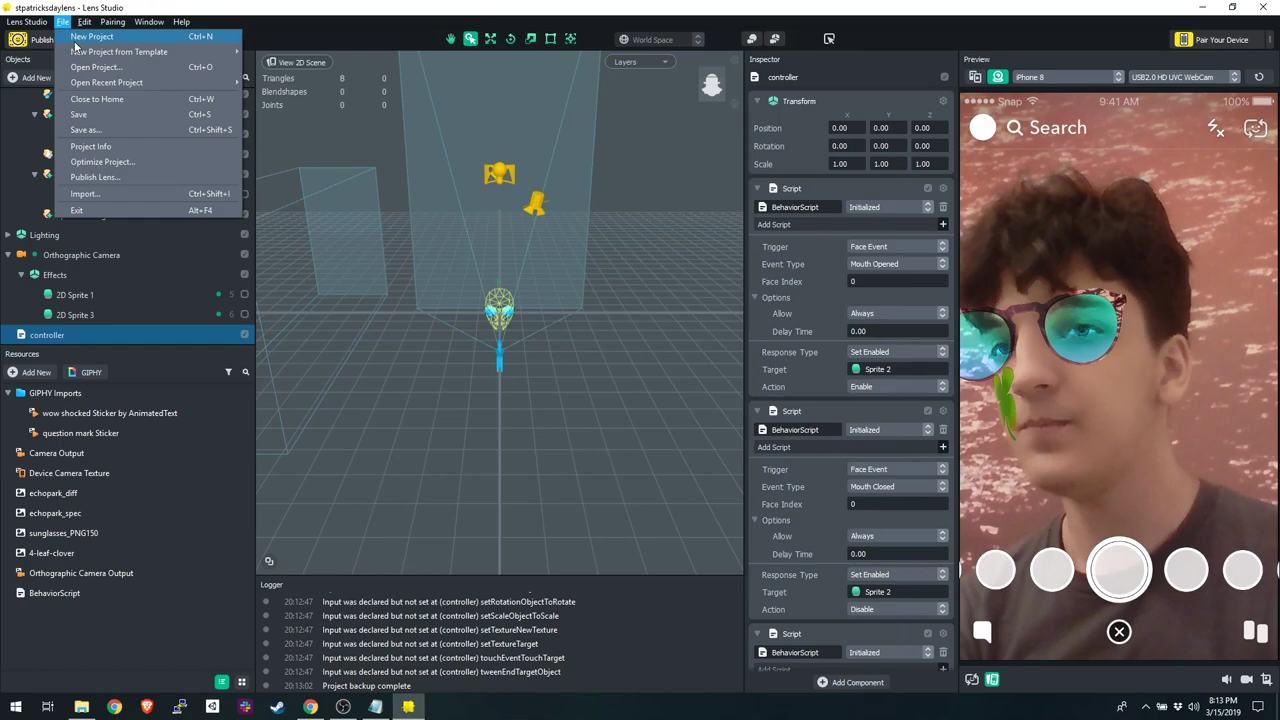 stpatricksdaylens - Lens Studio
Lens Studio File Edit Pairing Window Help
Publish
World Space
Pair Your Device
New Project Ctrl+N
New Project from Template
Open Project... Ctrl+O
Open Recent Project
Close to Home Ctrl+W
Save Ctrl+S
Save as... Ctrl+Shift+S
Project Info
Optimize Project...
Publish Lens...
Import... Ctrl+Shift+I
Exit Alt+F4
Objects
Add New
Lighting
Orthographic Camera
Effects
2D Sprite 1 5
2D Sprite 3 6
controller
Resources
Add New GIPHY
GIPHY Imports
wow shocked Sticker by AnimatedText
question mark Sticker
Camera Output
Device Camera Texture
echopark_diff
echopark_spec
sunglasses_PNG150
4-leaf-clover
Orthographic Camera Output
BehaviorScript
View 2D Scene
Layers
Triangles 8 0
Blendshapes 0 0
Joints 0 0
Logger
20:12:47 Input was declared but not set at (controller) setRotationObjectToRotate
20:12:47 Input was declared but not set at (controller) setScaleObjectToScale
20:12:47 Input was declared but not set at (controller) setTextureNewTexture
20:12:47 Input was declared but not set at (controller) setTextureTarget
20:12:47 Input was declared but not set at (controller) touchEventTouchTarget
20:12:47 Input was declared but not set at (controller) tweenEndTargetObject
20:13:02 Project backup complete
Inspector
controller
Transform
X Y Z
Position 0.00 0.00 0.00
Rotation 0.00 0.00 0.00
Scale 1.00 1.00 1.00
Script
BehaviorScript Initialized
Add Script +
Trigger Face Event
Event Type Mouth Opened
Face Index 0
Options
Allow Always
Delay Time 0.00
Response Type Set Enabled
Target Sprite 2
Action Enable
Script
BehaviorScript Initialized
Add Script +
Trigger Face Event
Event Type Mouth Closed
Face Index 0
Options
Allow Always
Delay Time 0.00
Response Type Set Enabled
Target Sprite 2
Action Disable
Script
BehaviorScript Initialized
Add Script
Add Component
Preview
iPhone 8 USB2.0 HD UVC WebCam
Snap 9:41 AM 100%
Search
8:13 PM
3/15/2019